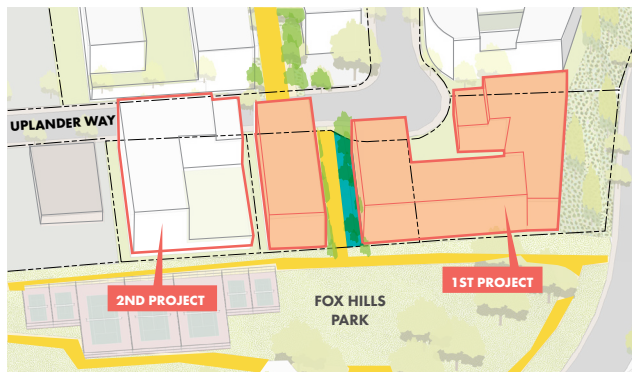 UPLANDER WAY
2ND PROJECT
1ST PROJECT
FOX HILLS
PARK